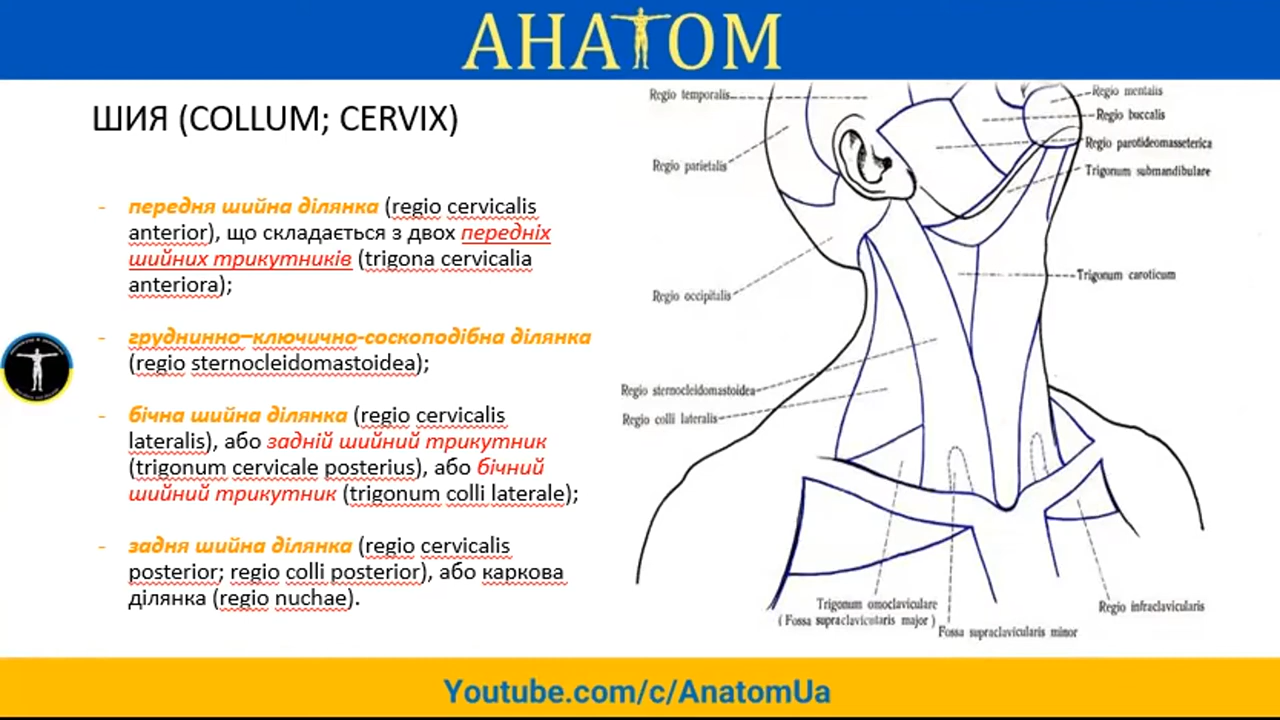 АНАТОМ
ШИЯ (COLLUM; CERVIX)
- передня шийна ділянка (regio cervicalis
anterior), що складається з двох передніх
шийних трикутників (trigona cervicalia
anteriora);
- груднинно–ключично-соскоподібна ділянка
(regio sternocleidomastoidea);
- бічна шийна ділянка (regio cervicalis
lateralis), або задній шийний трикутник
(trigonum cervicale posterius), або бічний
шийний трикутник (trigonum colli laterale);
- задня шийна ділянка (regio cervicalis
posterior; regio colli posterior), або каркова
ділянка (regio nuchae).
Regio temporalis
Regio parietalis
Regio occipitalis
Regio sternocleidomastoidea
Regio colli lateralis
Regio mentalis
Regio buccalis
Regio parotideomasseterica
Trigonum submandibulare
Trigonum caroticum
Trigonum omoclaviculare
(Fossa supraclavicularis major)
Fossa supraclavicularis minor
Regio infraclavicularis
Youtube.com/c/AnatomUa